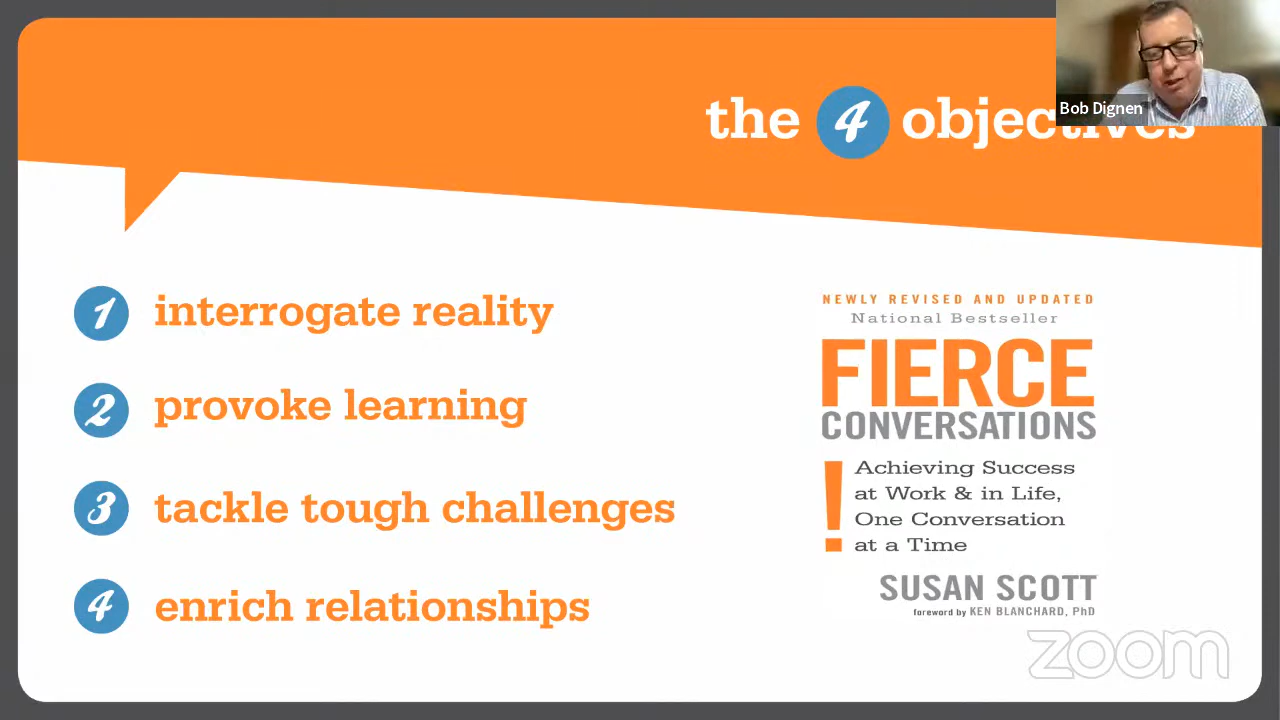 the 4 objectives
Bob Dignen
1 interrogate reality
2 provoke learning
3 tackle tough challenges
4 enrich relationships
NEWLY REVISED AND UPDATED
National Bestseller
FIERCE
CONVERSATIONS
! Achieving Success
at Work & in Life,
One Conversation
at a Time
SUSAN SCOTT
foreword by KEN BLANCHARD, PhD
zoom